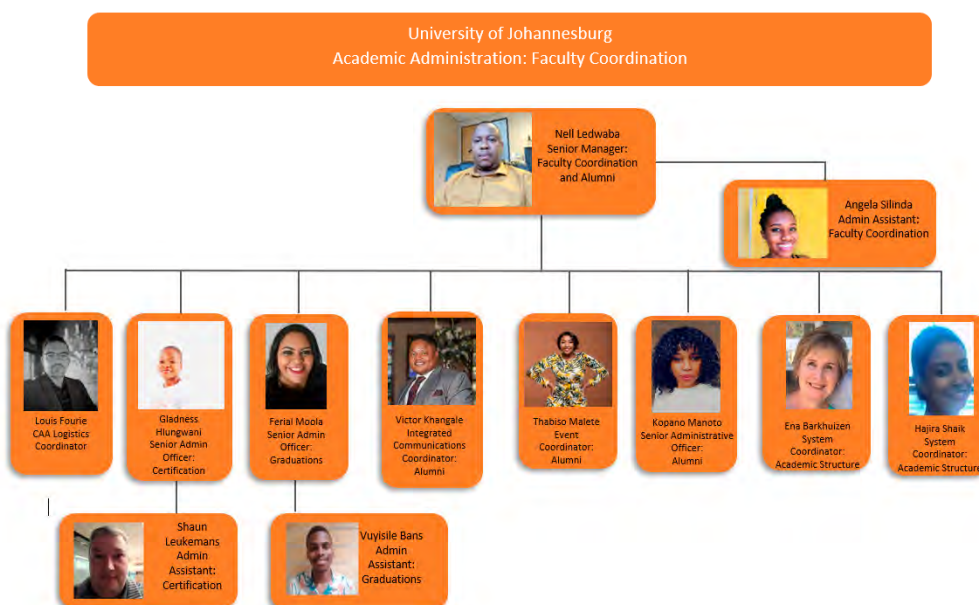 University of Johannesburg
Academic Administration: Faculty Coordination
Nell Ledwaba
Senior Manager:
Faculty Coordination
and Alumni
Angela Silinda
Admin Assistant:
Faculty Coordination
Louis Fourie
CAA Logistics
Coordinator
Gladness
Hlungwani
Senior Admin
Officer:
Certification
Ferial Moola
Senior Admin
Officer:
Graduations
Victor Khangale
Integrated
Communications
Coordinator:
Alumni
Thabiso Malete
Event
Coordinator:
Alumni
Kopano Manoto
Senior Administrative
Officer:
Alumni
Ena Barkhuizen
System
Coordinator:
Academic Structure
Hajira Shaik
System
Coordinator:
Academic Structure
Shaun
Leukemans
Admin
Assistant:
Certification
Vuyisile Bans
Admin
Assistant:
Graduations